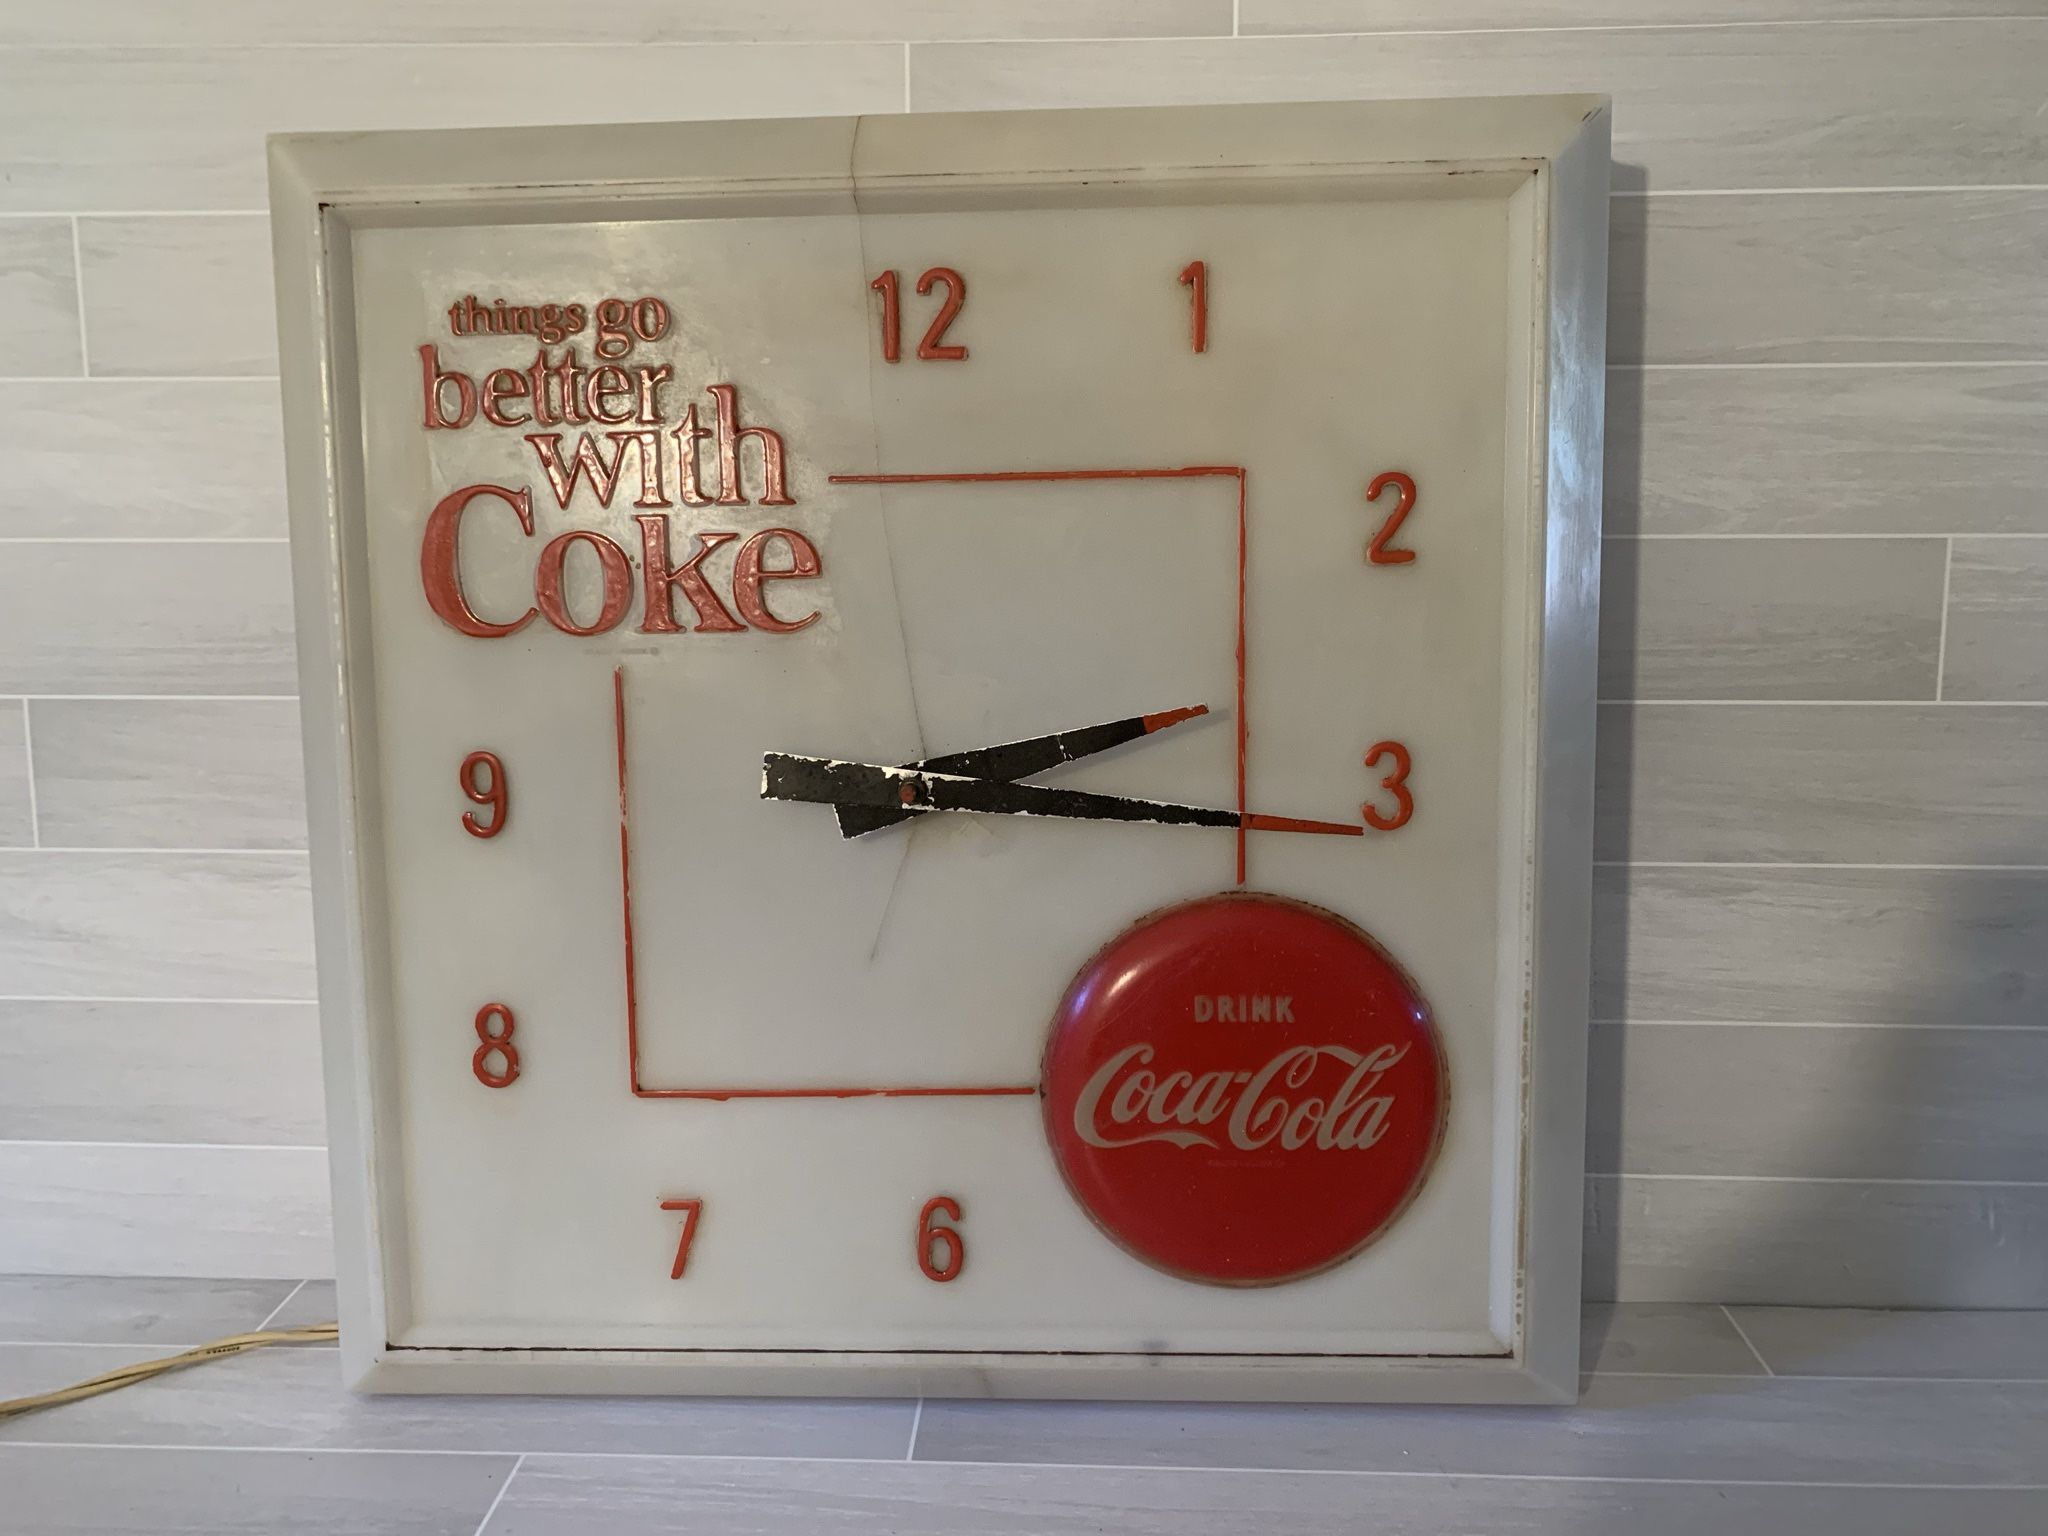 things go
better
with
Coke
12
1
2
3
9
8
7
6
DRINK
Coca-Cola